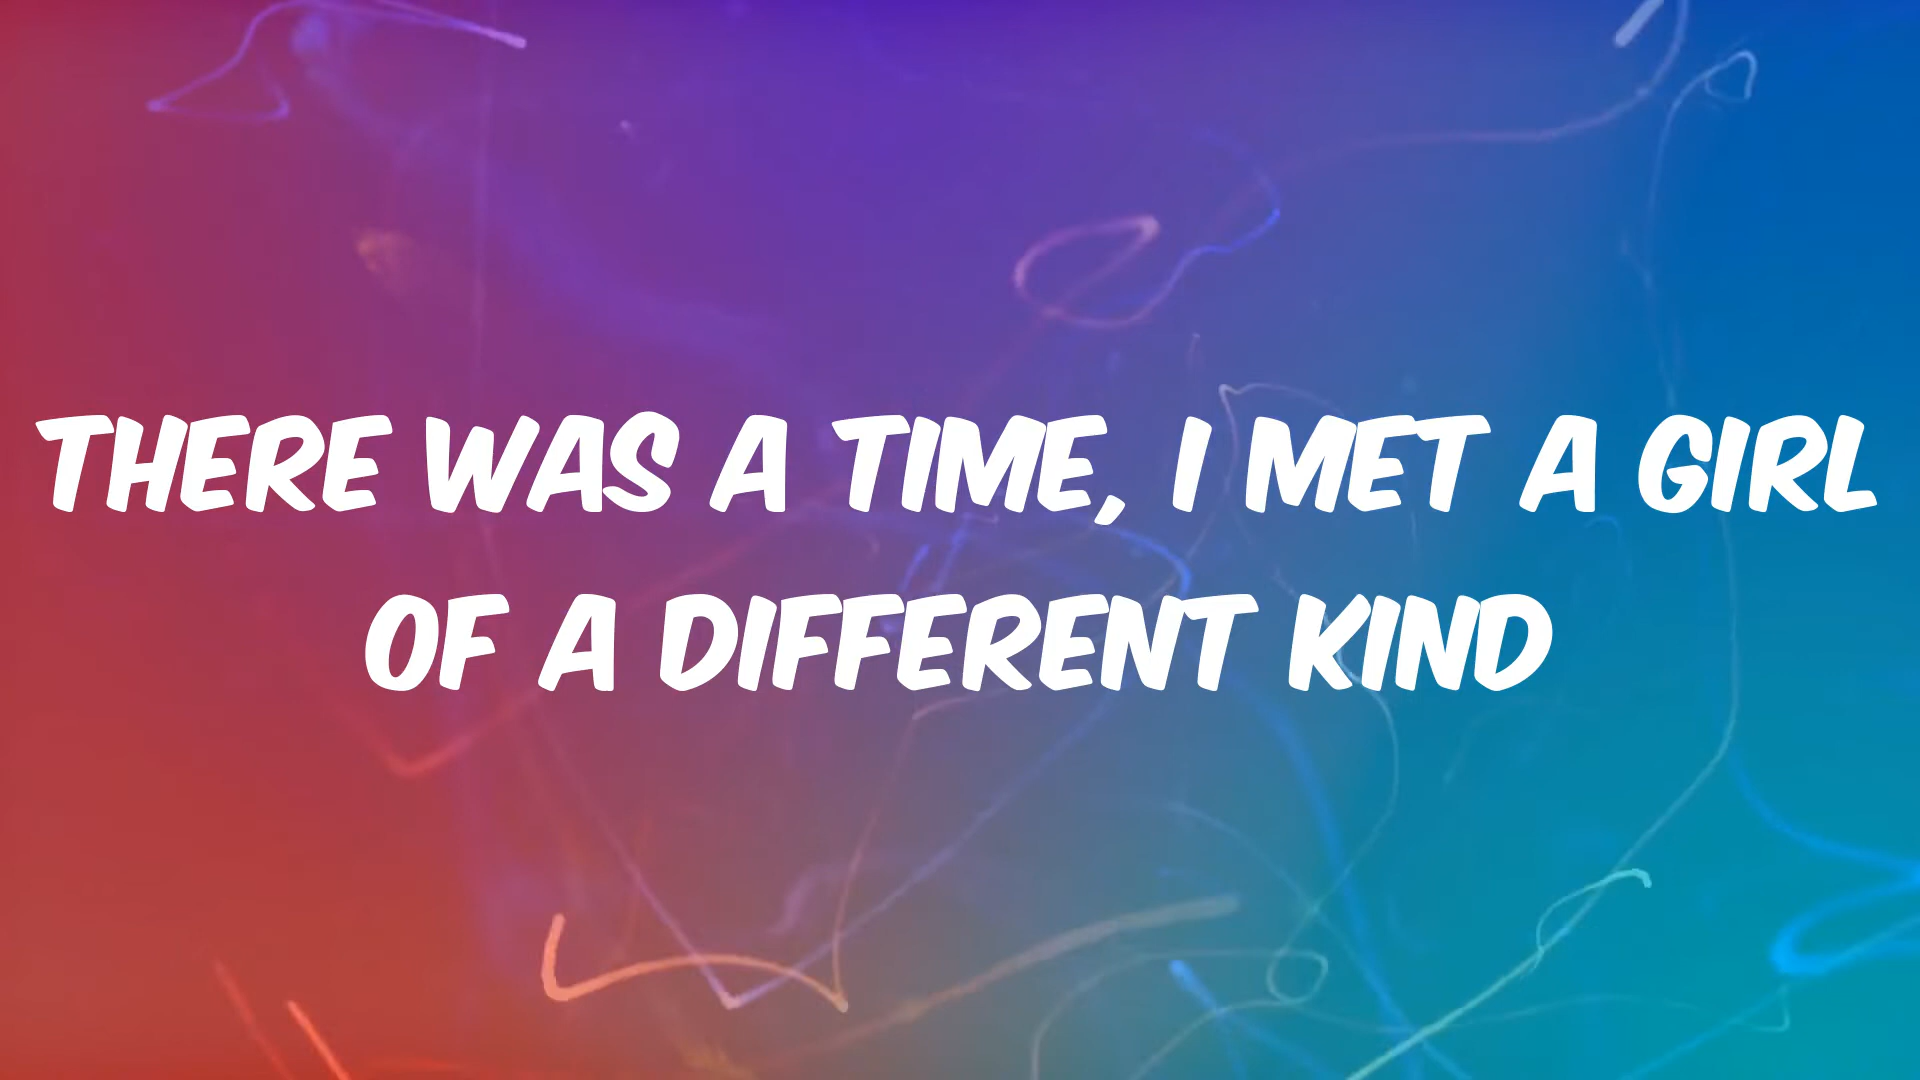 THERE WAS A TIME, I MET A GIRL
OF A DIFFERENT KIND